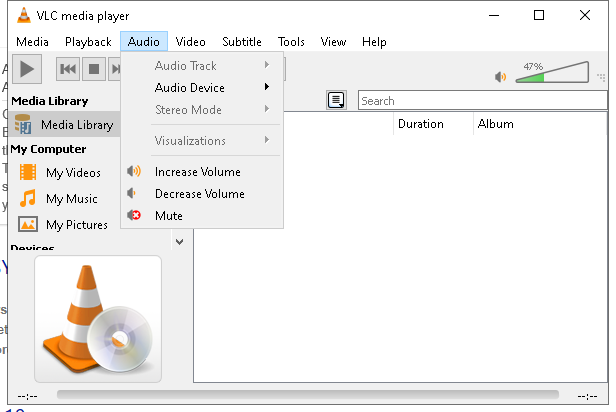 VLC media player
Media Playback Audio Video Subtitle Tools View Help
Audio Track
Audio Device
Stereo Mode
Visualizations
Increase Volume
Decrease Volume
Mute
47%
Media Library
Media Library
My Computer
My Videos
My Music
My Pictures
Devices
Search
Duration Album
--:-- --:--